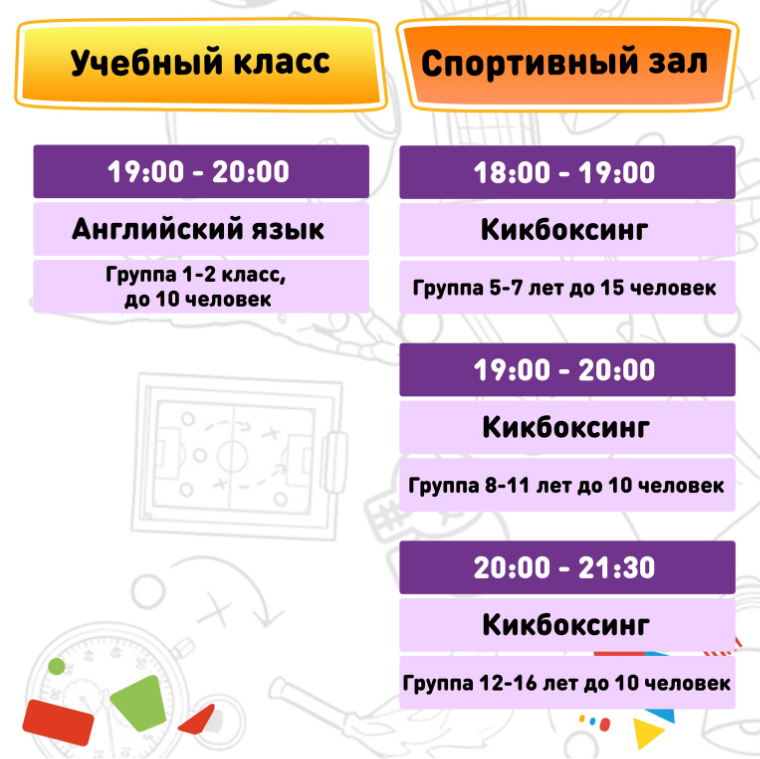 Учебный класс
19:00 - 20:00
Английский язык
Группа 1-2 класс,
до 10 человек
Спортивный зал
18:00 - 19:00
Кикбоксинг
Группа 5-7 лет до 15 человек
19:00 - 20:00
Кикбоксинг
Группа 8-11 лет до 10 человек
20:00 - 21:30
Кикбоксинг
Группа 12-16 лет до 10 человек